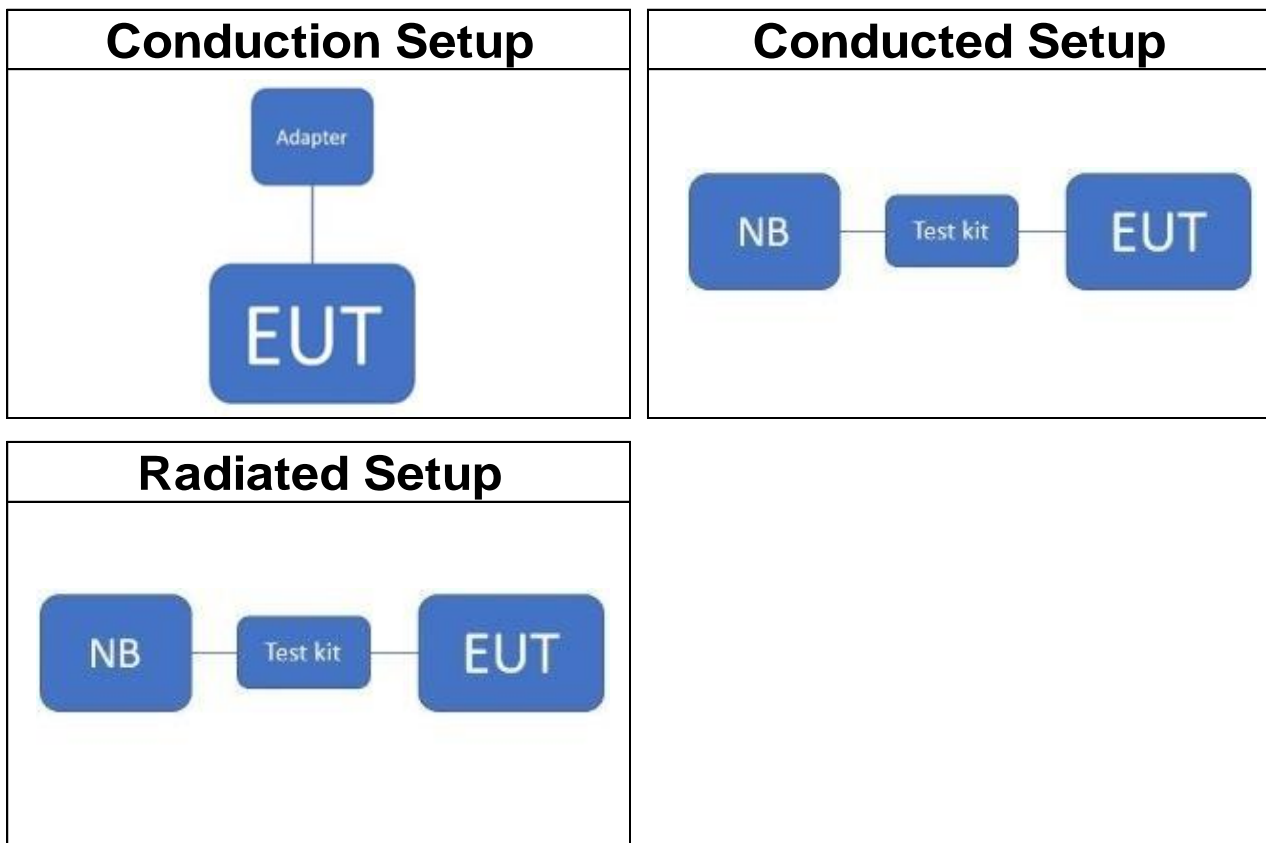 Conduction Setup
Adapter
EUT
Conducted Setup
NB
Test kit
EUT
Radiated Setup
NB
Test kit
EUT